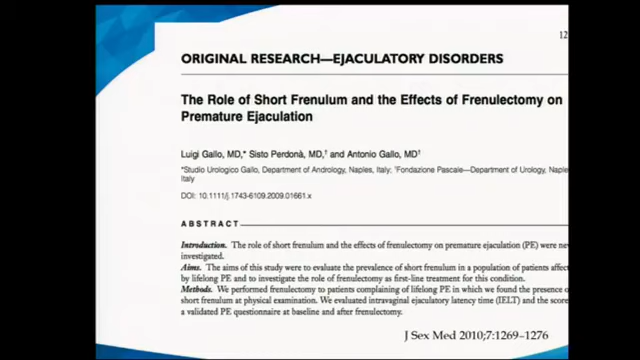 12
ORIGINAL RESEARCH—EJACULATORY DISORDERS
The Role of Short Frenulum and the Effects of Frenulectomy on
Premature Ejaculation
Luigi Gallo, MD,* Sisto Perdonà, MD,† and Antonio Gallo, MD†
*Studio Urologico Gallo, Department of Andrology, Naples, Italy; †Fondazione Pascale—Department of Urology, Naples
Italy
DOI: 10.1111/j.1743-6109.2009.01661.x
ABSTRACT
Introduction. The role of short frenulum and the effects of frenulectomy on premature ejaculation (PE) were nev
investigated.
Aims. The aims of this study were to evaluate the prevalence of short frenulum in a population of patients affect
by lifelong PE and to investigate the role of frenulectomy as first-line treatment for this condition.
Methods. We performed frenulectomy to patients complaining of lifelong PE in which we found the presence o
short frenulum at physical examination. We evaluated intravaginal ejaculatory latency time (IELT) and the score
a validated PE questionnaire at baseline and after frenulectomy.
J Sex Med 2010;7:1269–1276